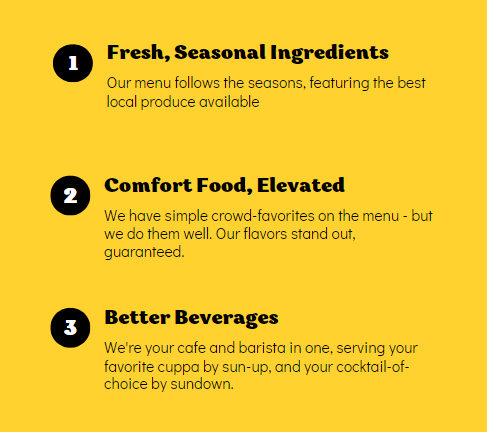 1
Fresh, Seasonal Ingredients
Our menu follows the seasons, featuring the best
local produce available
2
Comfort Food, Elevated
We have simple crowd-favorites on the menu - but
we do them well. Our flavors stand out,
guaranteed.
3
Better Beverages
We're your cafe and barista in one, serving your
favorite cuppa by sun-up, and your cocktail-of-
choice by sundown.